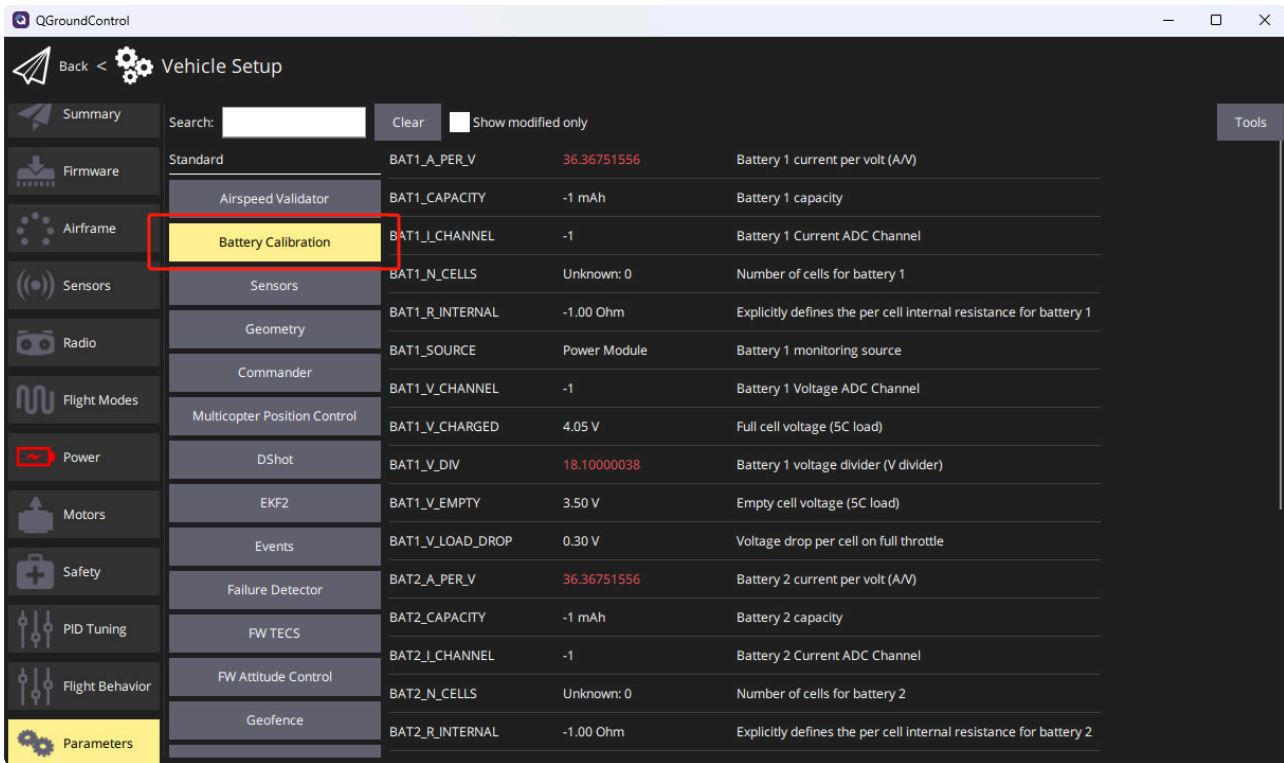 QGroundControl
Back < Vehicle Setup
Summary
Firmware
Airframe
Sensors
Radio
Flight Modes
Power
Motors
Safety
PID Tuning
Flight Behavior
Parameters
Search: Clear Show modified only Tools
Standard
Airspeed Validator
Battery Calibration
Sensors
Geometry
Commander
Multicopter Position Control
DShot
EKF2
Events
Failure Detector
FW TECS
FW Attitude Control
Geofence
BAT1_A_PER_V 36.36751556 Battery 1 current per volt (A/V)
BAT1_CAPACITY -1 mAh Battery 1 capacity
BAT1_I_CHANNEL -1 Battery 1 Current ADC Channel
BAT1_N_CELLS Unknown: 0 Number of cells for battery 1
BAT1_R_INTERNAL -1.00 Ohm Explicitly defines the per cell internal resistance for battery 1
BAT1_SOURCE Power Module Battery 1 monitoring source
BAT1_V_CHANNEL -1 Battery 1 Voltage ADC Channel
BAT1_V_CHARGED 4.05 V Full cell voltage (5C load)
BAT1_V_DIV 18.10000038 Battery 1 voltage divider (V divider)
BAT1_V_EMPTY 3.50 V Empty cell voltage (5C load)
BAT1_V_LOAD_DROP 0.30 V Voltage drop per cell on full throttle
BAT2_A_PER_V 36.36751556 Battery 2 current per volt (A/V)
BAT2_CAPACITY -1 mAh Battery 2 capacity
BAT2_I_CHANNEL -1 Battery 2 Current ADC Channel
BAT2_N_CELLS Unknown: 0 Number of cells for battery 2
BAT2_R_INTERNAL -1.00 Ohm Explicitly defines the per cell internal resistance for battery 2